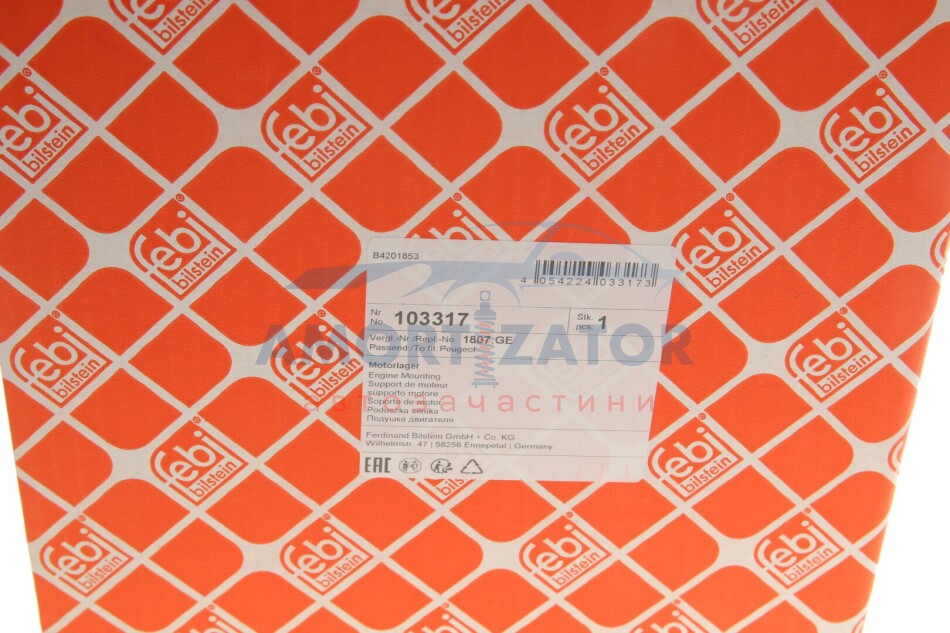 febi
bilstein
B4201853
4 054224 033173
Nr.
No. 103317
Stk.
pcs. 1
Vergl.-Nr./Repl.-No. 1807.GE
Passend./To fit: Peugeot
AMORTIZATOR
Motorlager
Engine Mounting
Support de moteur
supporto motore
Soporte de motor
Poduszka silnika
Подушка двигателя
автозачастини
Ferdinand Bilstein GmbH + Co. KG
Wilhelmstr. 47 | 58256 Ennepetal | Germany
EAC